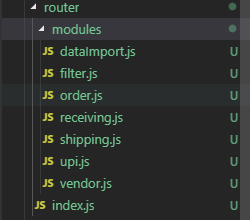 router
modules
JS dataImport.js U
JS filter.js U
JS order.js U
JS receiving.js U
JS shipping.js U
JS upi.js U
JS vendor.js U
JS index.js U